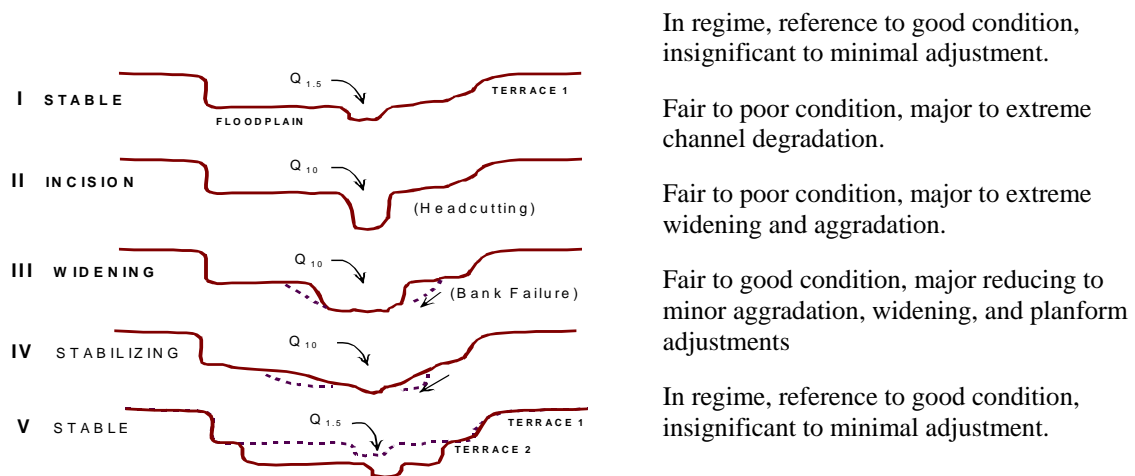 In regime, reference to good condition,
insignificant to minimal adjustment.
Q 1.5
I STABLE
TERRACE 1
FLOODPLAIN
Fair to poor condition, major to extreme
channel degradation.
Q 10
II INCISION
(Headcutting)
Fair to poor condition, major to extreme
widening and aggradation.
Q 10
III WIDENING
(Bank Failure)
Fair to good condition, major reducing to
minor aggradation, widening, and planform
adjustments
Q 10
IV STABILIZING
In regime, reference to good condition,
insignificant to minimal adjustment.
Q 1.5
V STABLE
TERRACE 1
TERRACE 2